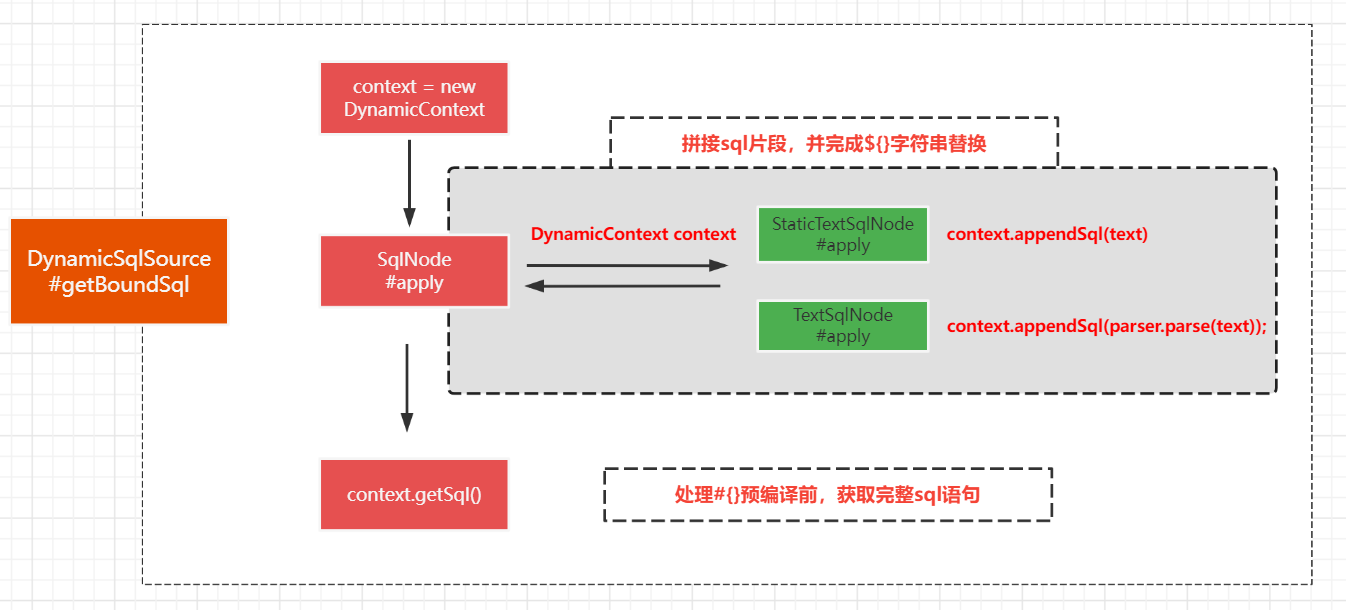 context = new
DynamicContext
拼接sql片段，并完成${}字符串替换
DynamicSqlSource
#getBoundSql
SqlNode
#apply
DynamicContext context
StaticTextSqlNode
#apply
context.appendSql(text)
TextSqlNode
#apply
context.appendSql(parser.parse(text));
context.getSql()
处理#{}预编译前，获取完整sql语句